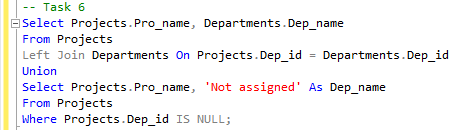 -- Task 6
Select Projects.Pro_name, Departments.Dep_name
From Projects
Left Join Departments On Projects.Dep_id = Departments.Dep_id
Union
Select Projects.Pro_name, 'Not assigned' As Dep_name
From Projects
Where Projects.Dep_id IS NULL;